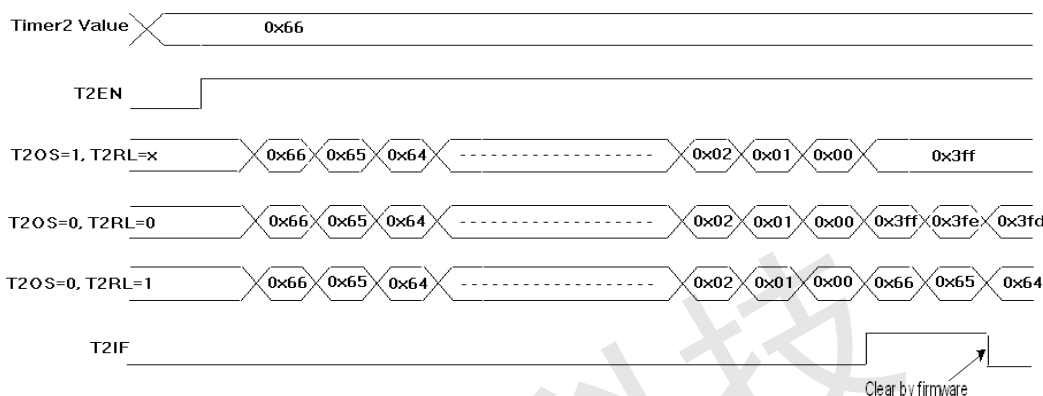 Timer2 Value 0x66
T2EN
T2OS=1, T2RL=x 0x66 0x65 0x64 0x02 0x01 0x00 0x3ff
T2OS=0, T2RL=0 0x66 0x65 0x64 0x02 0x01 0x00 0x3ff 0x3fe 0x3fd
T2OS=0, T2RL=1 0x66 0x65 0x64 0x02 0x01 0x00 0x66 0x65 0x64
T2IF
Clear by firmware
科技